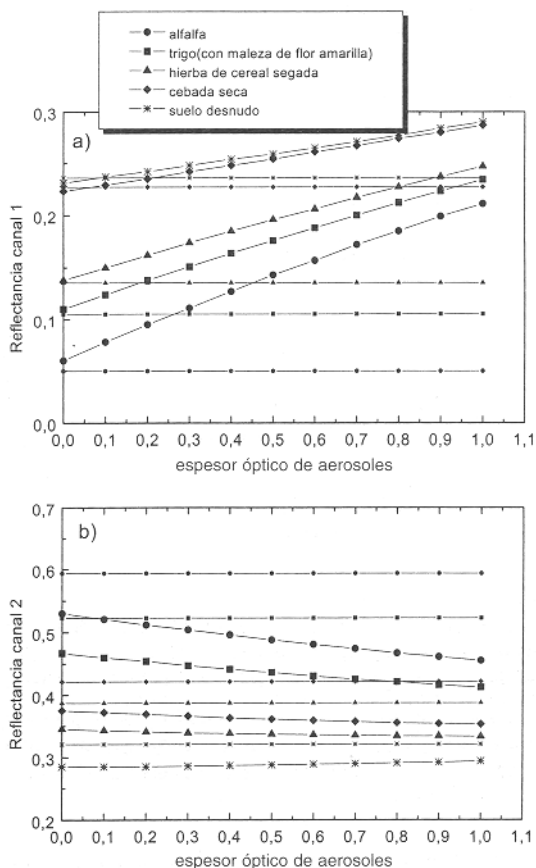 alfalfa
trigo(con maleza de flor amarilla)
hierba de cereal segada
cebada seca
suelo desnudo
a)
Reflectancia canal 1
0,3
0,2
0,1
0,0
0,0 0,1 0,2 0,3 0,4 0,5 0,6 0,7 0,8 0,9 1,0 1,1
espesor óptico de aerosoles
b)
Reflectancia canal 2
0,7
0,6
0,5
0,4
0,3
0,2
0,0 0,1 0,2 0,3 0,4 0,5 0,6 0,7 0,8 0,9 1,0 1,1
espesor óptico de aerosoles